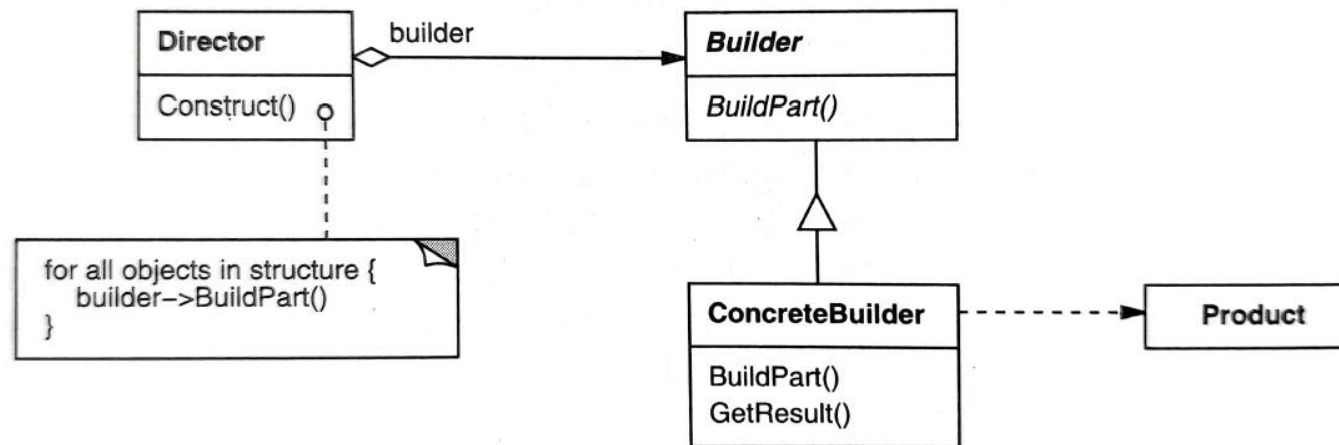 Director
Construct()
builder
Builder
BuildPart()
for all objects in structure {
builder->BuildPart()
}
ConcreteBuilder
BuildPart()
GetResult()
Product